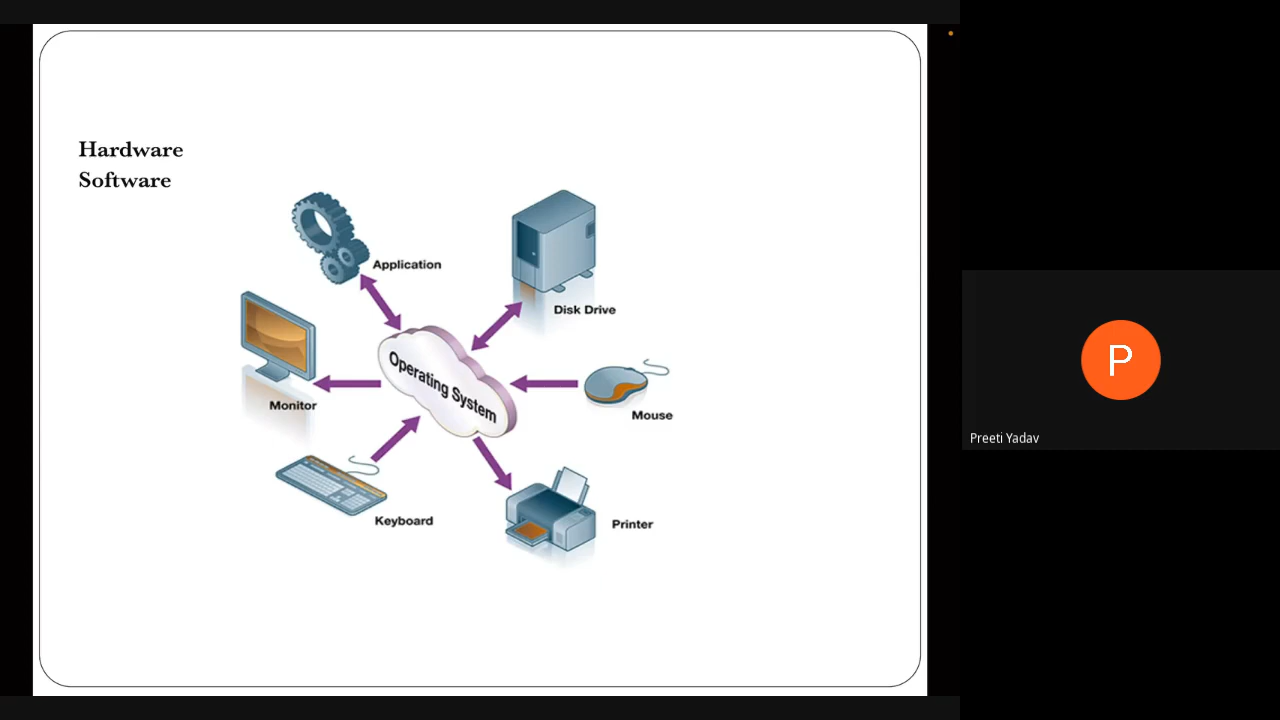 Hardware
Software
Application
Disk Drive
Operating System
Monitor
Mouse
Keyboard
Printer
P
Preeti Yadav